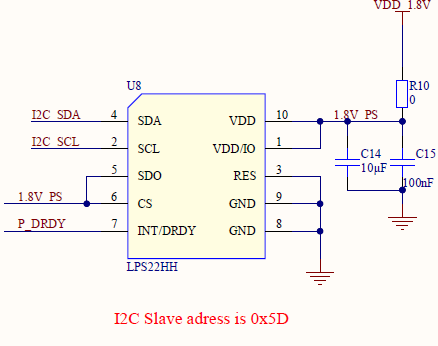 VDD_1.8V
U8
R10
0
I2C_SDA 4 SDA VDD 10 1.8V_PS
I2C_SCL 2 SCL VDD/IO 1
C14 C15
10µF
100nF
5 SDO RES 3
1.8V_PS 6 CS GND 9
P_DRDY 7 INT/DRDY GND 8
LPS22HH
I2C Slave adress is 0x5D